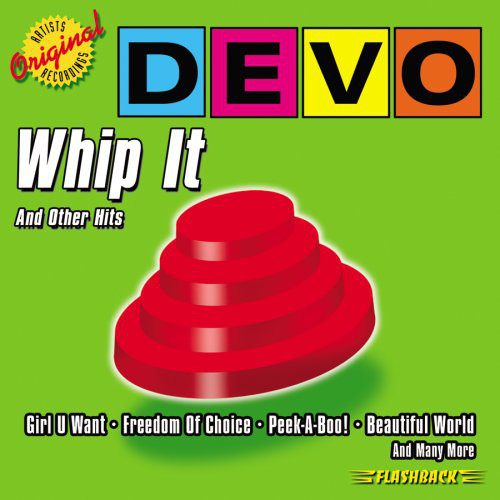 ARTISTS
Original
RECORDINGS
DEVO
Whip It
And Other Hits
Girl U Want • Freedom Of Choice • Peek-A-Boo! • Beautiful World
And Many More
FLASHBACK